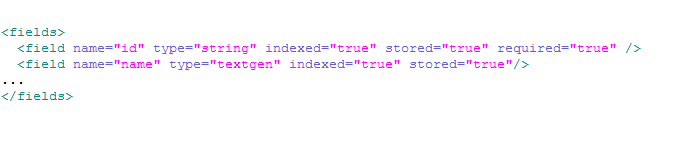 <fields>
<field name="id" type="string" indexed="true" stored="true" required="true" />
<field name="name" type="textgen" indexed="true" stored="true"/>
...
</fields>